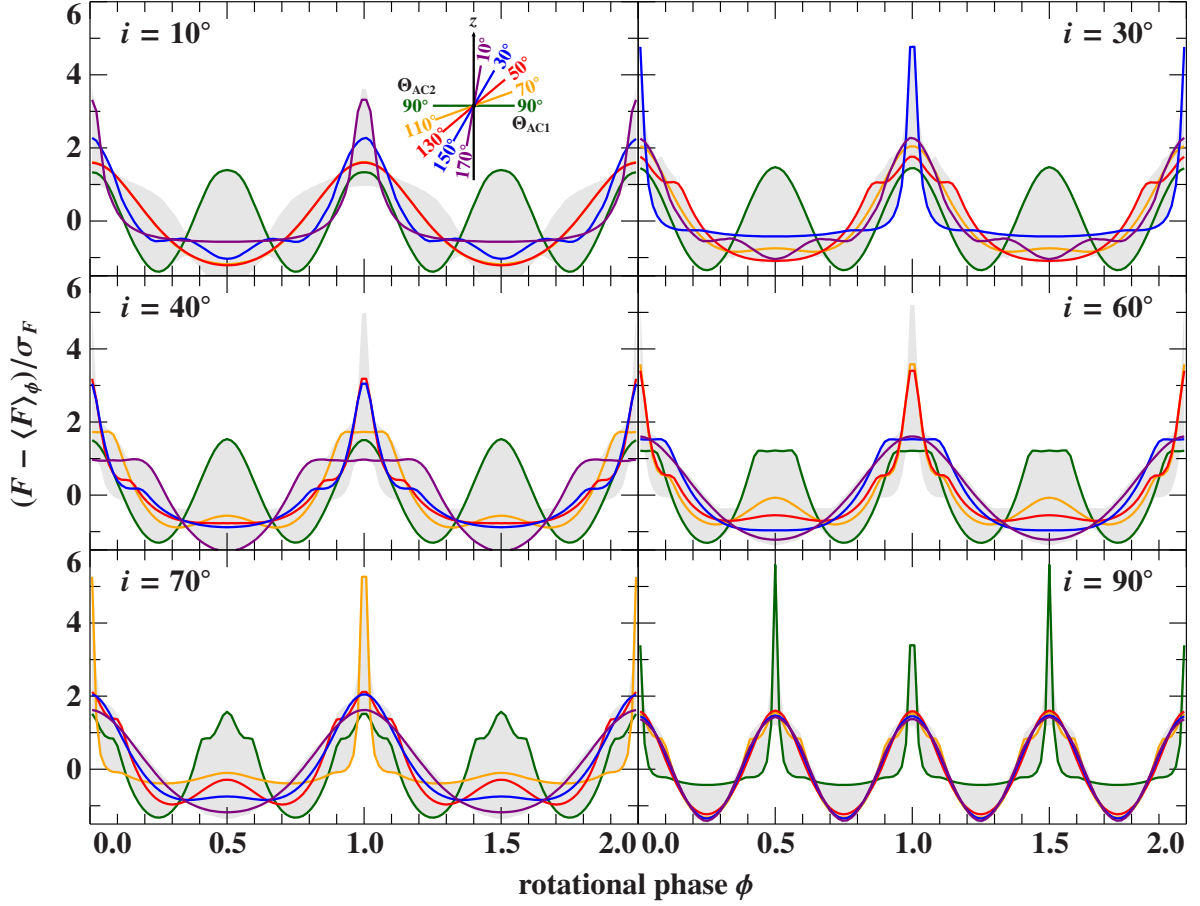 6
4
2
0
i = 10°
z
10°
30°
50°
70°
90°
Θ_AC1
Θ_AC2
90°
110°
130°
150°
170°
i = 30°
6
4
2
0
i = 40°
i = 60°
6
4
2
0
i = 70°
i = 90°
(F − ⟨F⟩_ϕ)/σ_F
0.0 0.5 1.0 1.5 2.0 0.0 0.5 1.0 1.5 2.0
rotational phase ϕ